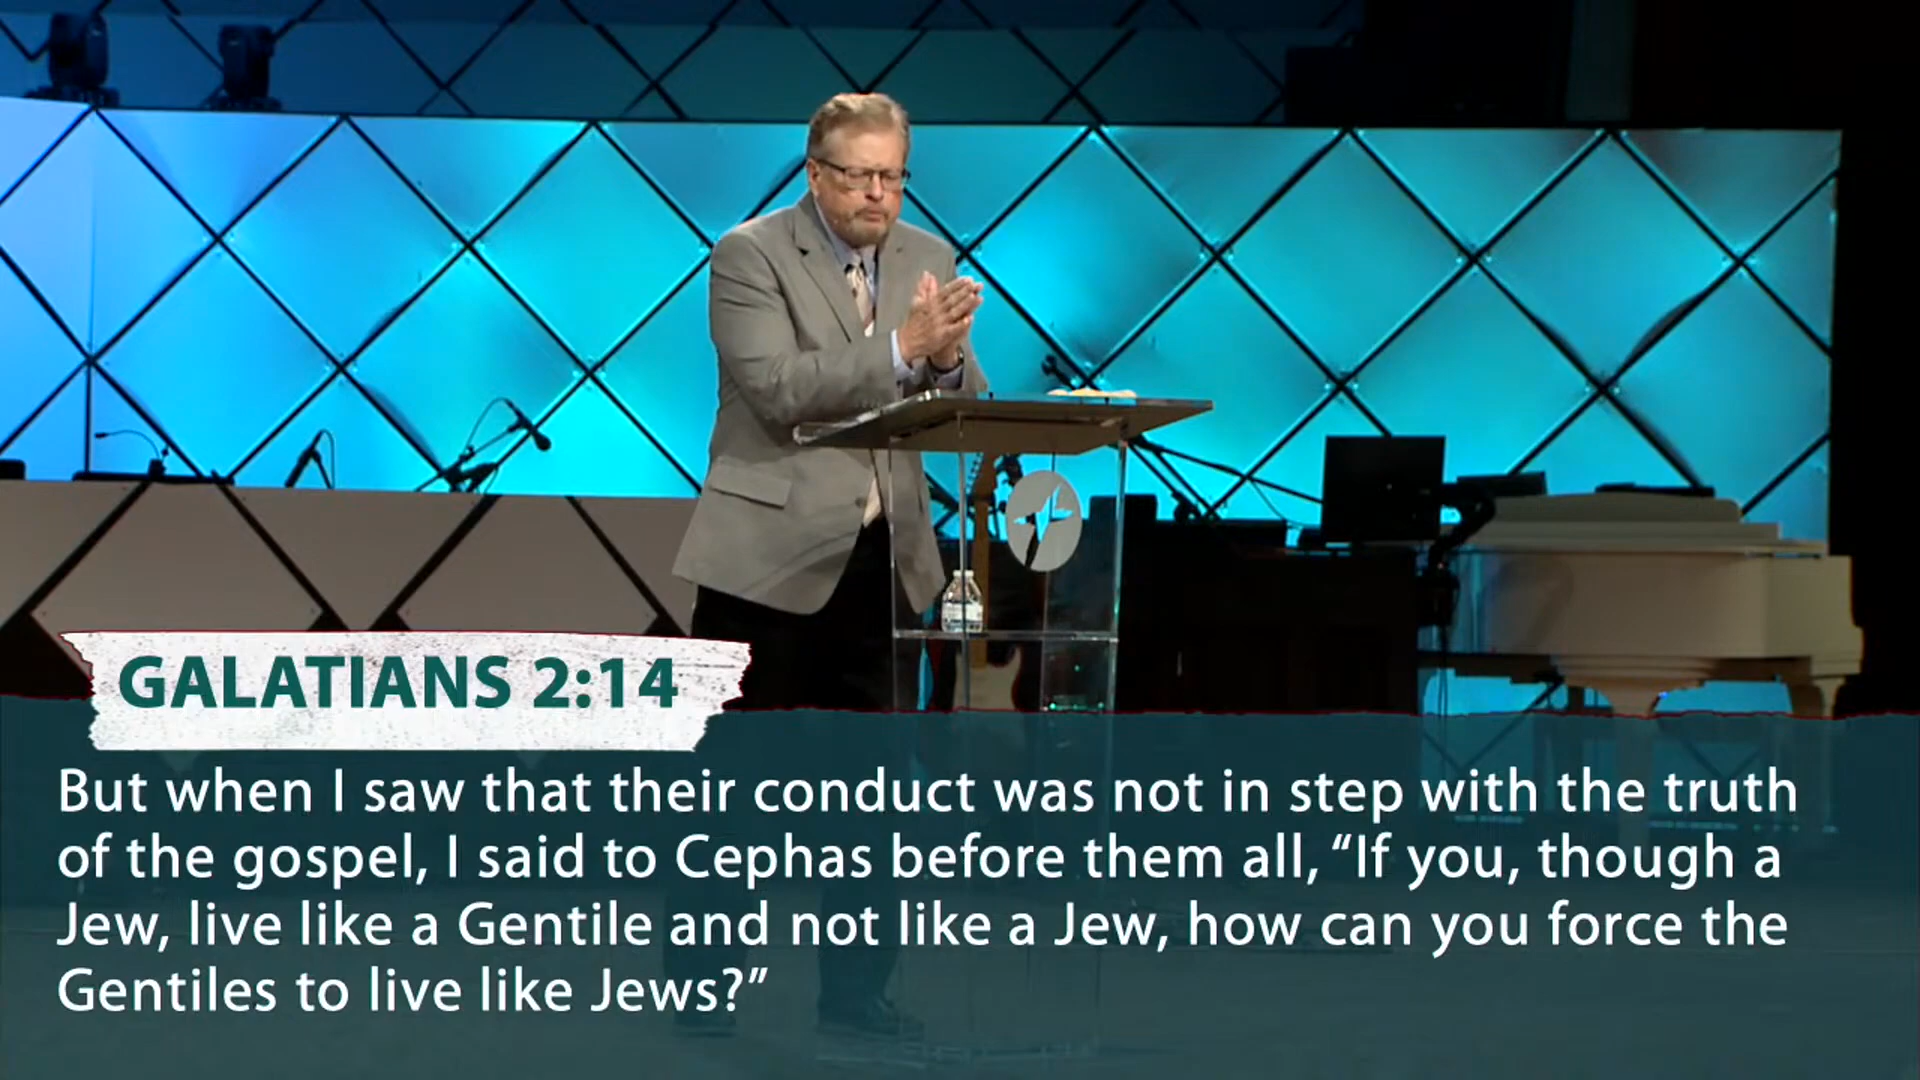 GALATIANS 2:14
But when I saw that their conduct was not in step with the truth
of the gospel, I said to Cephas before them all, “If you, though a
Jew, live like a Gentile and not like a Jew, how can you force the
Gentiles to live like Jews?”